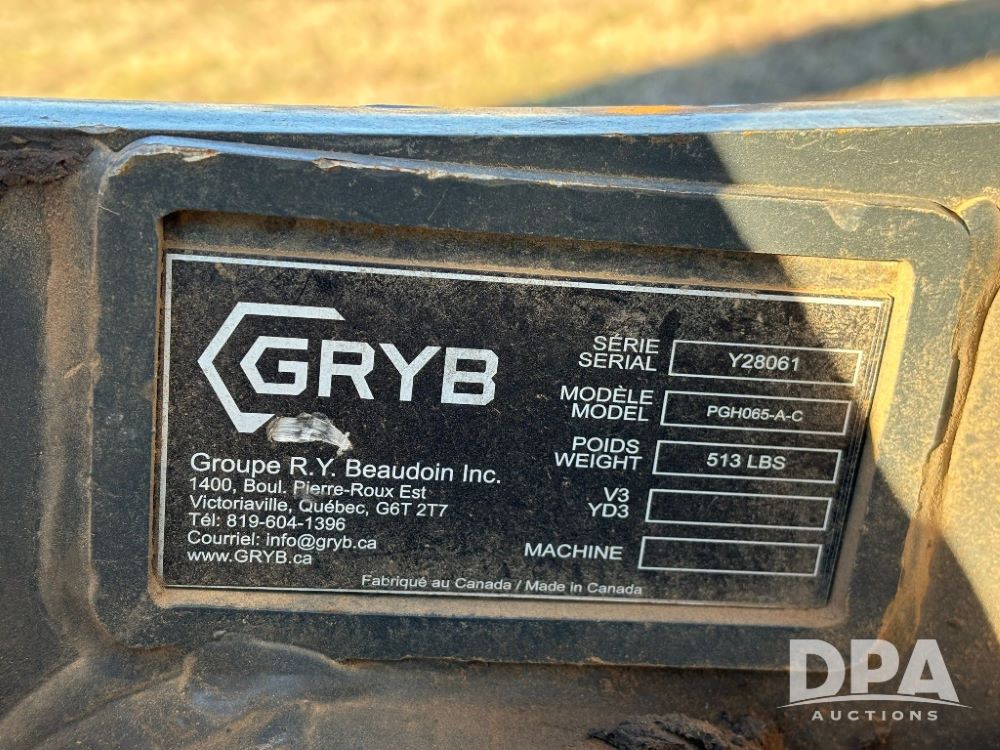 GRYB
Groupe R.Y. Beaudoin Inc.
1400, Boul. Pierre-Roux Est
Victoriaville, Québec, G6T 2T7
Tél: 819-604-1396
Courriel: info@gryb.ca
www.GRYB.ca
SÉRIE
SERIAL
Y28061
MODÈLE
MODEL
PGH065-A-C
POIDS
WEIGHT
513 LBS
V3
YD3
MACHINE
Fabriqué au Canada / Made in Canada
DPA
AUCTIONS